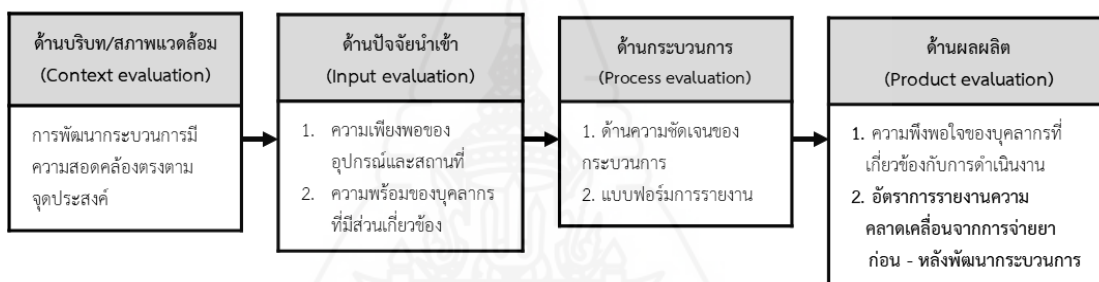 ด้านบริบท/สภาพแวดล้อม
(Context evaluation)
การพัฒนากระบวนการมี
ความสอดคล้องตรงตาม
จุดประสงค์
ด้านปัจจัยนำเข้า
(Input evaluation)
1. ความเพียงพอของ
อุปกรณ์และสถานที่
2. ความพร้อมของบุคลากร
ที่มีส่วนเกี่ยวข้อง
ด้านกระบวนการ
(Process evaluation)
1. ด้านความชัดเจนของ
กระบวนการ
2. แบบฟอร์มการรายงาน
ด้านผลผลิต
(Product evaluation)
1. ความพึงพอใจของบุคลากรที่
เกี่ยวข้องกับการดำเนินงาน
2. อัตราการรายงานความ
คลาดเคลื่อนจากการจ่ายยา
ก่อน - หลังพัฒนากระบวนการ